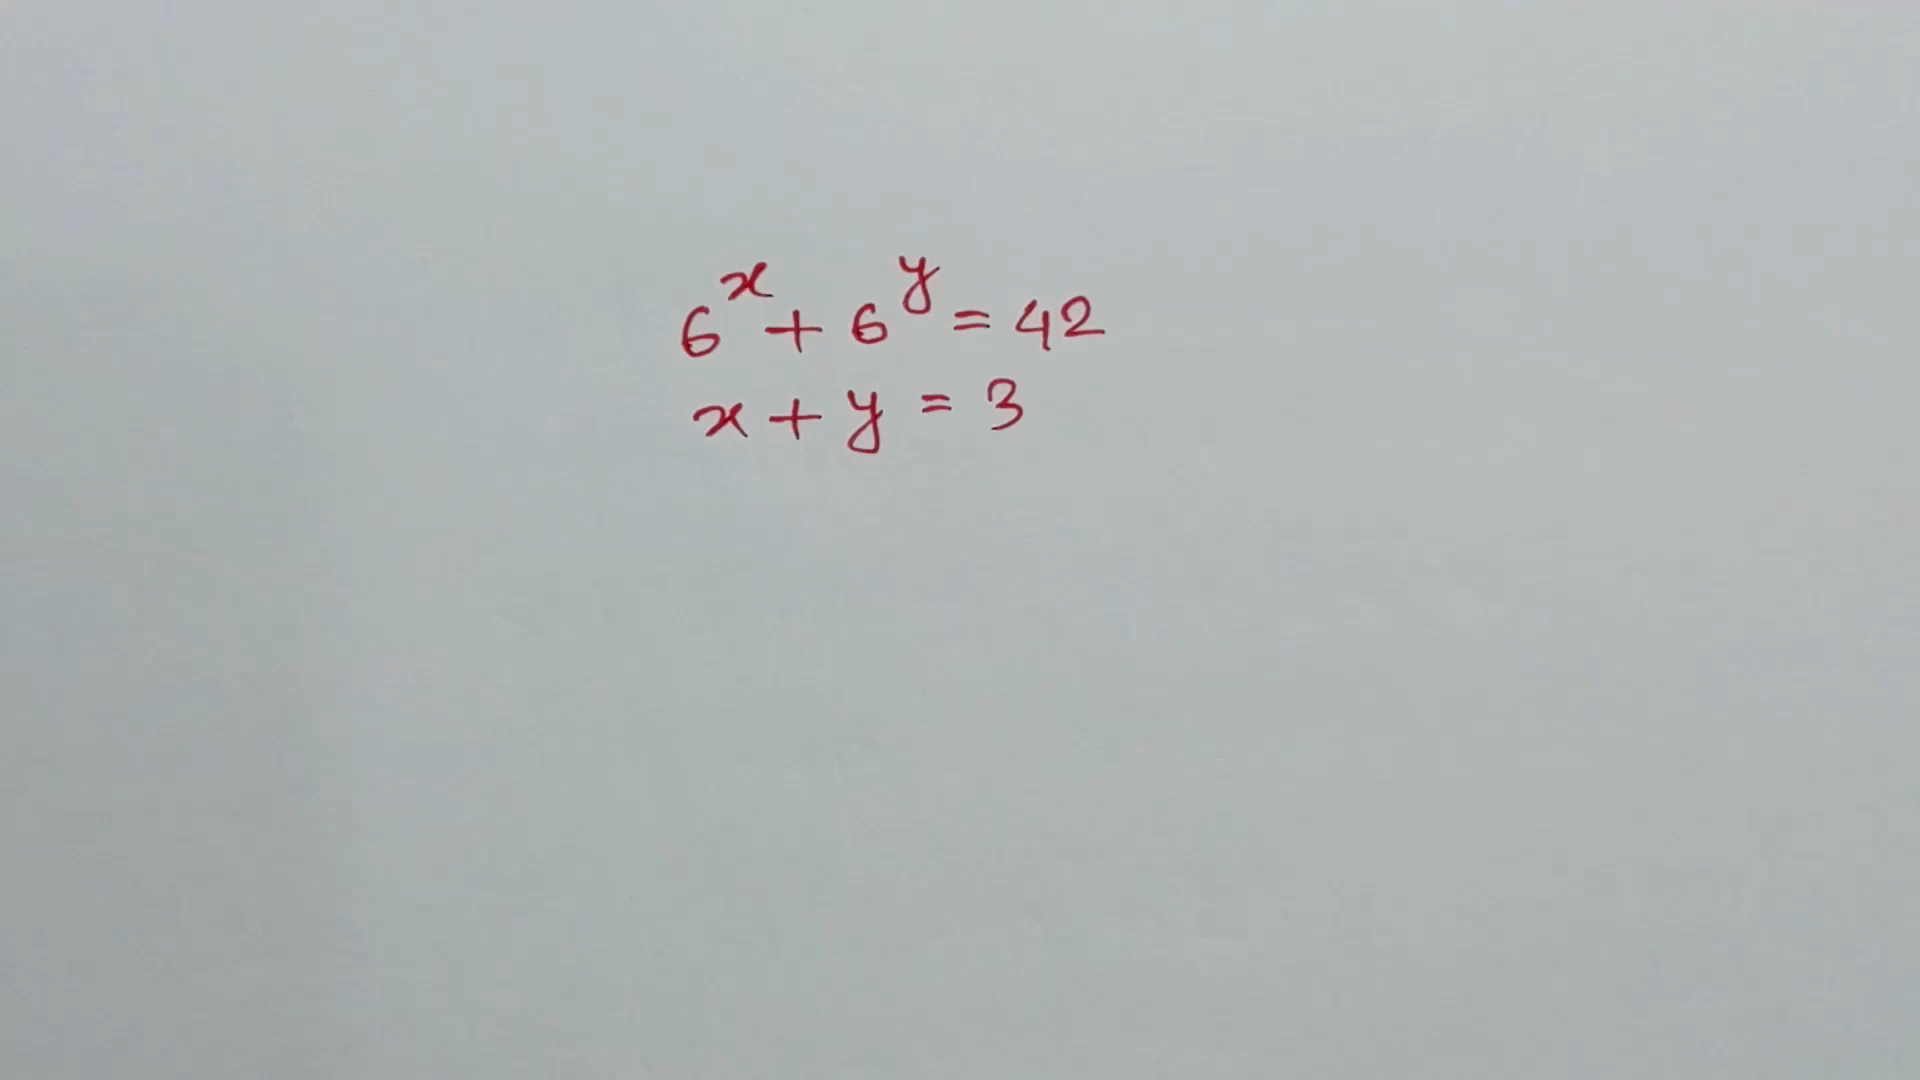 6^x + 6^y = 42
x + y = 3